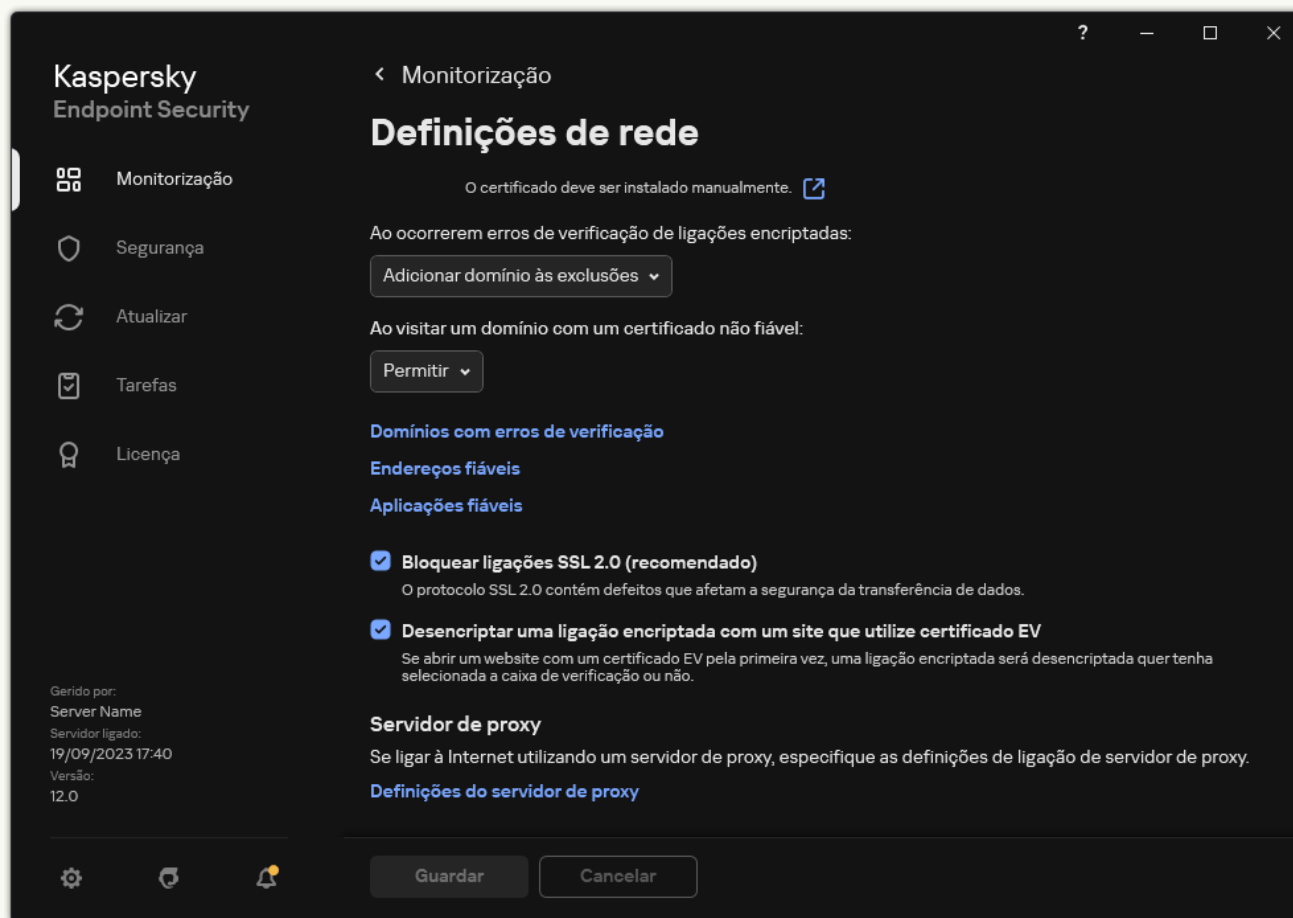 ?
Kaspersky
Endpoint Security
Monitorização
Segurança
Atualizar
Tarefas
Licença
Gerido por:
Server Name
Servidor ligado:
19/09/2023 17:40
Versão:
12.0
Monitorização
Definições de rede
O certificado deve ser instalado manualmente.
Ao ocorrerem erros de verificação de ligações encriptadas:
Adicionar domínio às exclusões
Ao visitar um domínio com um certificado não fiável:
Permitir
Domínios com erros de verificação
Endereços fiáveis
Aplicações fiáveis
Bloquear ligações SSL 2.0 (recomendado)
O protocolo SSL 2.0 contém defeitos que afetam a segurança da transferência de dados.
Desencriptar uma ligação encriptada com um site que utilize certificado EV
Se abrir um website com um certificado EV pela primeira vez, uma ligação encriptada será desencriptada quer tenha
selecionada a caixa de verificação ou não.
Servidor de proxy
Se ligar à Internet utilizando um servidor de proxy, especifique as definições de ligação de servidor de proxy.
Definições do servidor de proxy
Guardar
Cancelar